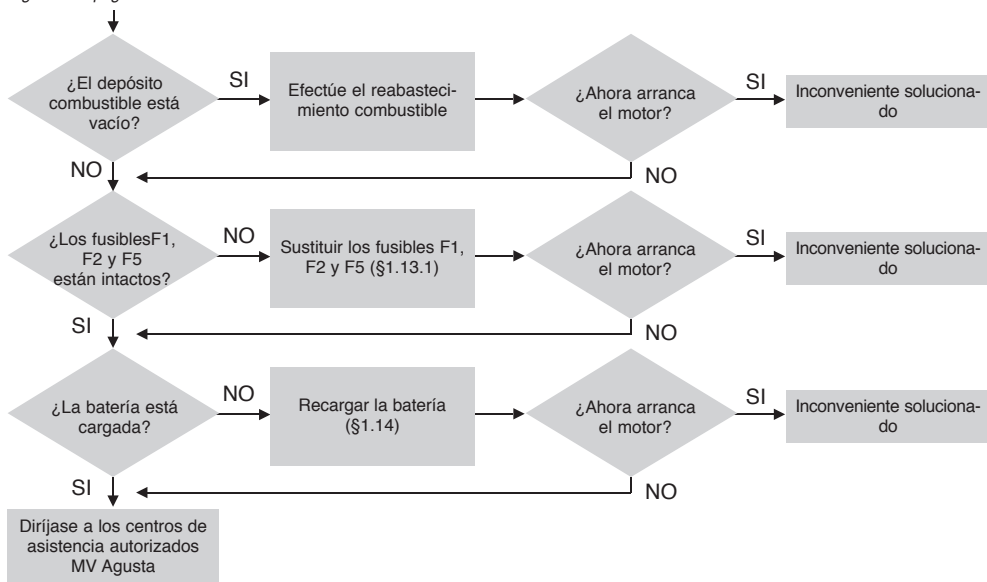 ¿El depósito
combustible está
vacío?
SI
Efectúe el reabasteci-
miento combustible
¿Ahora arranca
el motor?
SI
Inconveniente soluciona-
do
NO
NO
¿Los fusiblesF1,
F2 y F5
están intactos?
NO
Sustituir los fusibles F1,
F2 y F5 (§1.13.1)
¿Ahora arranca
el motor?
SI
Inconveniente soluciona-
do
SI
NO
¿La batería está
cargada?
NO
Recargar la batería
(§1.14)
¿Ahora arranca
el motor?
SI
Inconveniente soluciona-
do
SI
NO
Diríjase a los centros de
asistencia autorizados
MV Agusta